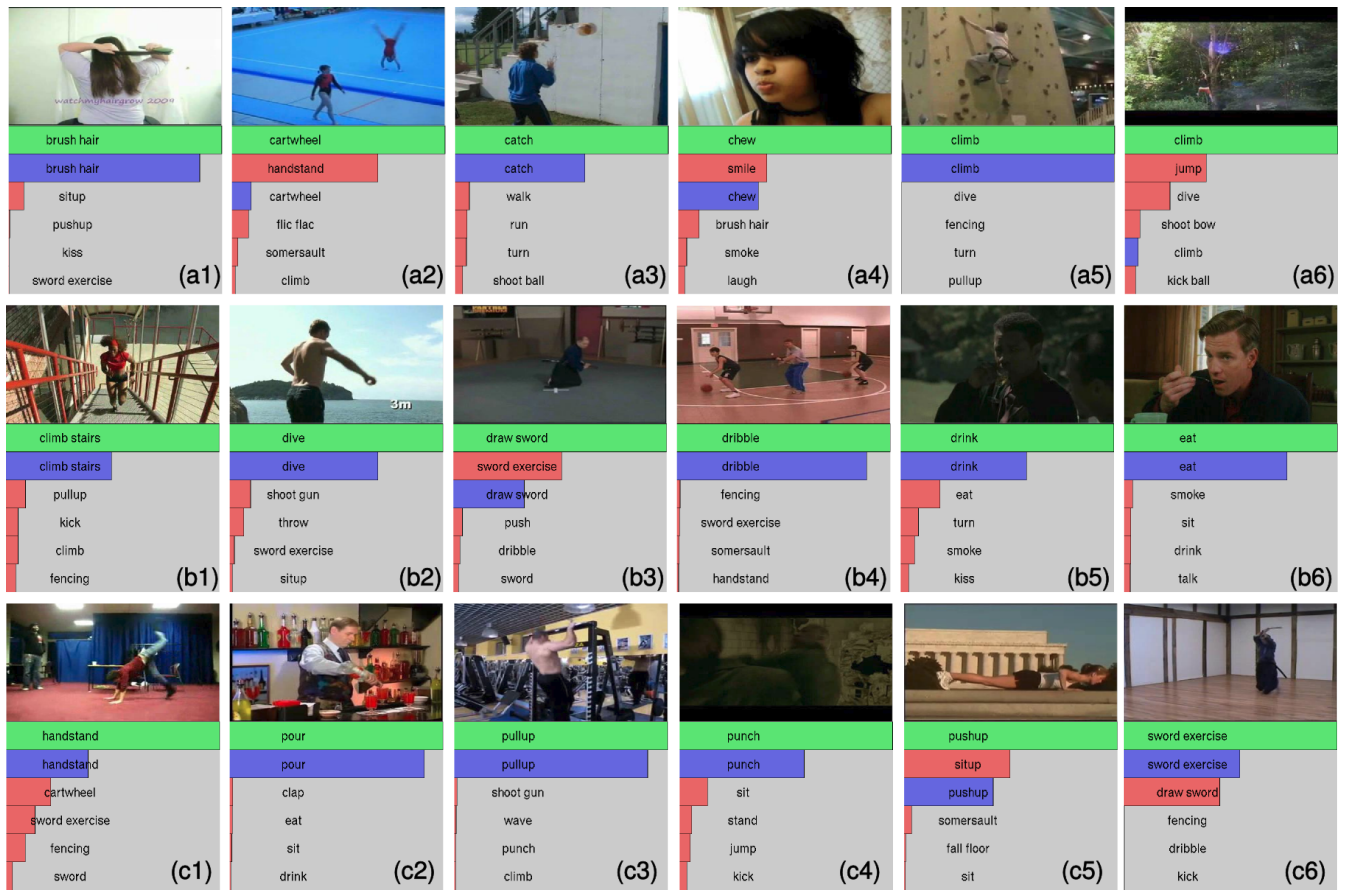 watchmyhairgrow 2009
brush hair
brush hair
situp
pushup
kiss
sword exercise
(a1)
cartwheel
handstand
cartwheel
flic flac
somersault
climb
(a2)
catch
catch
walk
run
turn
shoot ball
(a3)
chew
smile
chew
brush hair
smoke
laugh
(a4)
climb
climb
dive
fencing
turn
pullup
(a5)
climb
jump
dive
shoot bow
climb
kick ball
(a6)
climb stairs
climb stairs
pullup
kick
climb
fencing
(b1)
3m
dive
dive
shoot gun
throw
sword exercise
situp
(b2)
draw sword
sword exercise
draw sword
push
dribble
sword
(b3)
dribble
dribble
fencing
sword exercise
somersault
handstand
(b4)
drink
drink
eat
turn
smoke
kiss
(b5)
eat
eat
smoke
sit
drink
talk
(b6)
handstand
handstand
cartwheel
sword exercise
fencing
sword
(c1)
pour
pour
clap
eat
sit
drink
(c2)
pullup
pullup
shoot gun
wave
punch
climb
(c3)
punch
punch
sit
stand
jump
kick
(c4)
pushup
situp
pushup
somersault
fall floor
sit
(c5)
sword exercise
sword exercise
draw sword
fencing
dribble
kick
(c6)